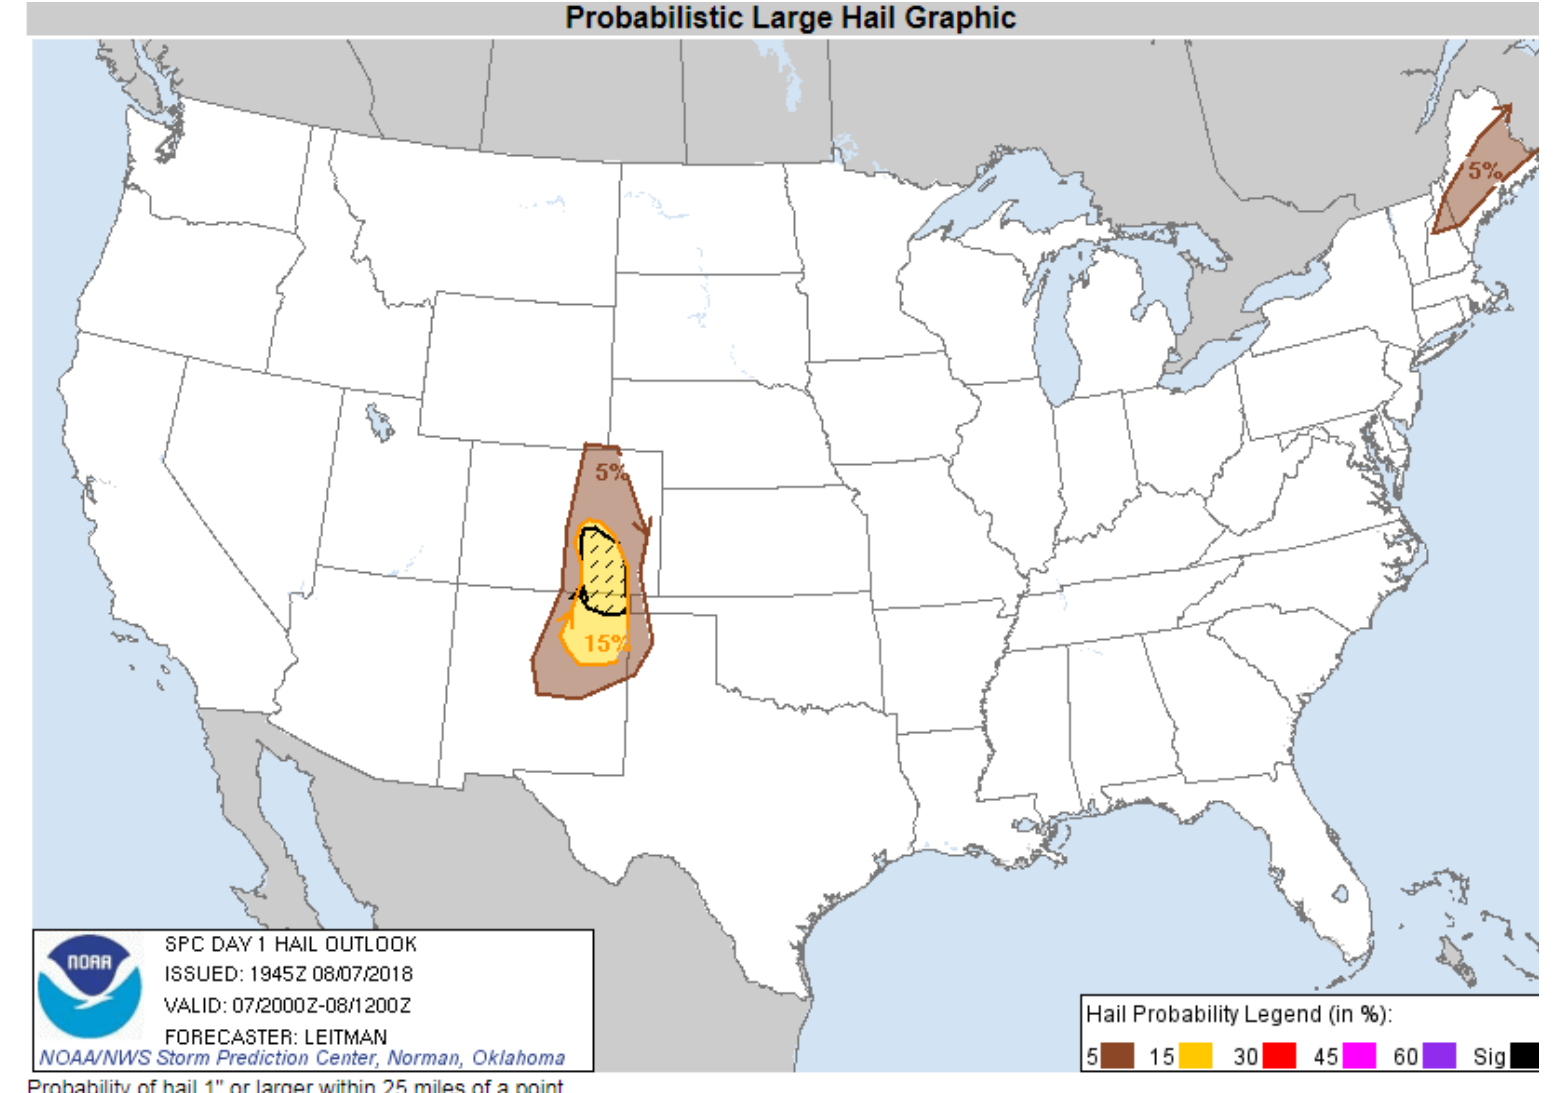 Probabilistic Large Hail Graphic
5%
5%
15%
NOAA
SPC DAY 1 HAIL OUTLOOK
ISSUED: 1945Z 08/07/2018
VALID: 07/2000Z-08/1200Z
FORECASTER: LEITMAN
NOAA/NWS Storm Prediction Center, Norman, Oklahoma
Hail Probability Legend (in %):
5 15 30 45 60 Sig
Probability of hail 1" or larger within 25 miles of a point